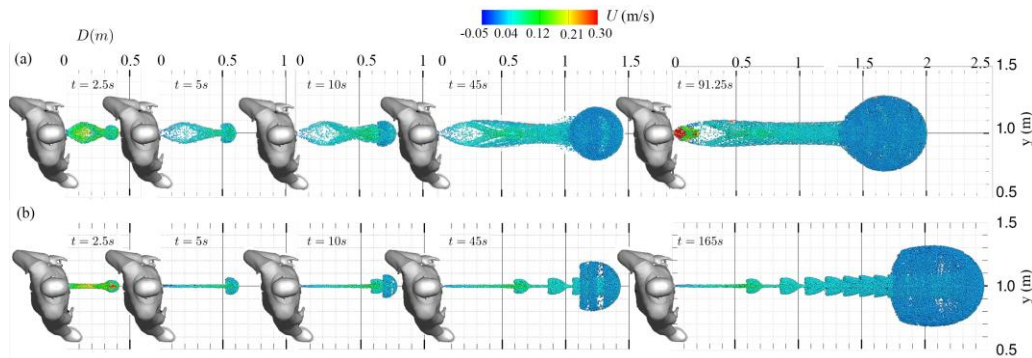 U (m/s)
-0.05 0.04 0.12 0.21 0.30
D(m)
0 0.5 0 0.5 1 0 0.5 1 0 0.5 1 1.5 0 0.5 1 1.5 2 2.5
(a)
t = 2.5s t = 5s t = 10s t = 45s t = 91.25s
1.5
1.0
0.5
y (m)
(b)
t = 2.5s t = 5s t = 10s t = 45s t = 165s
1.5
1.0
0.5
y (m)